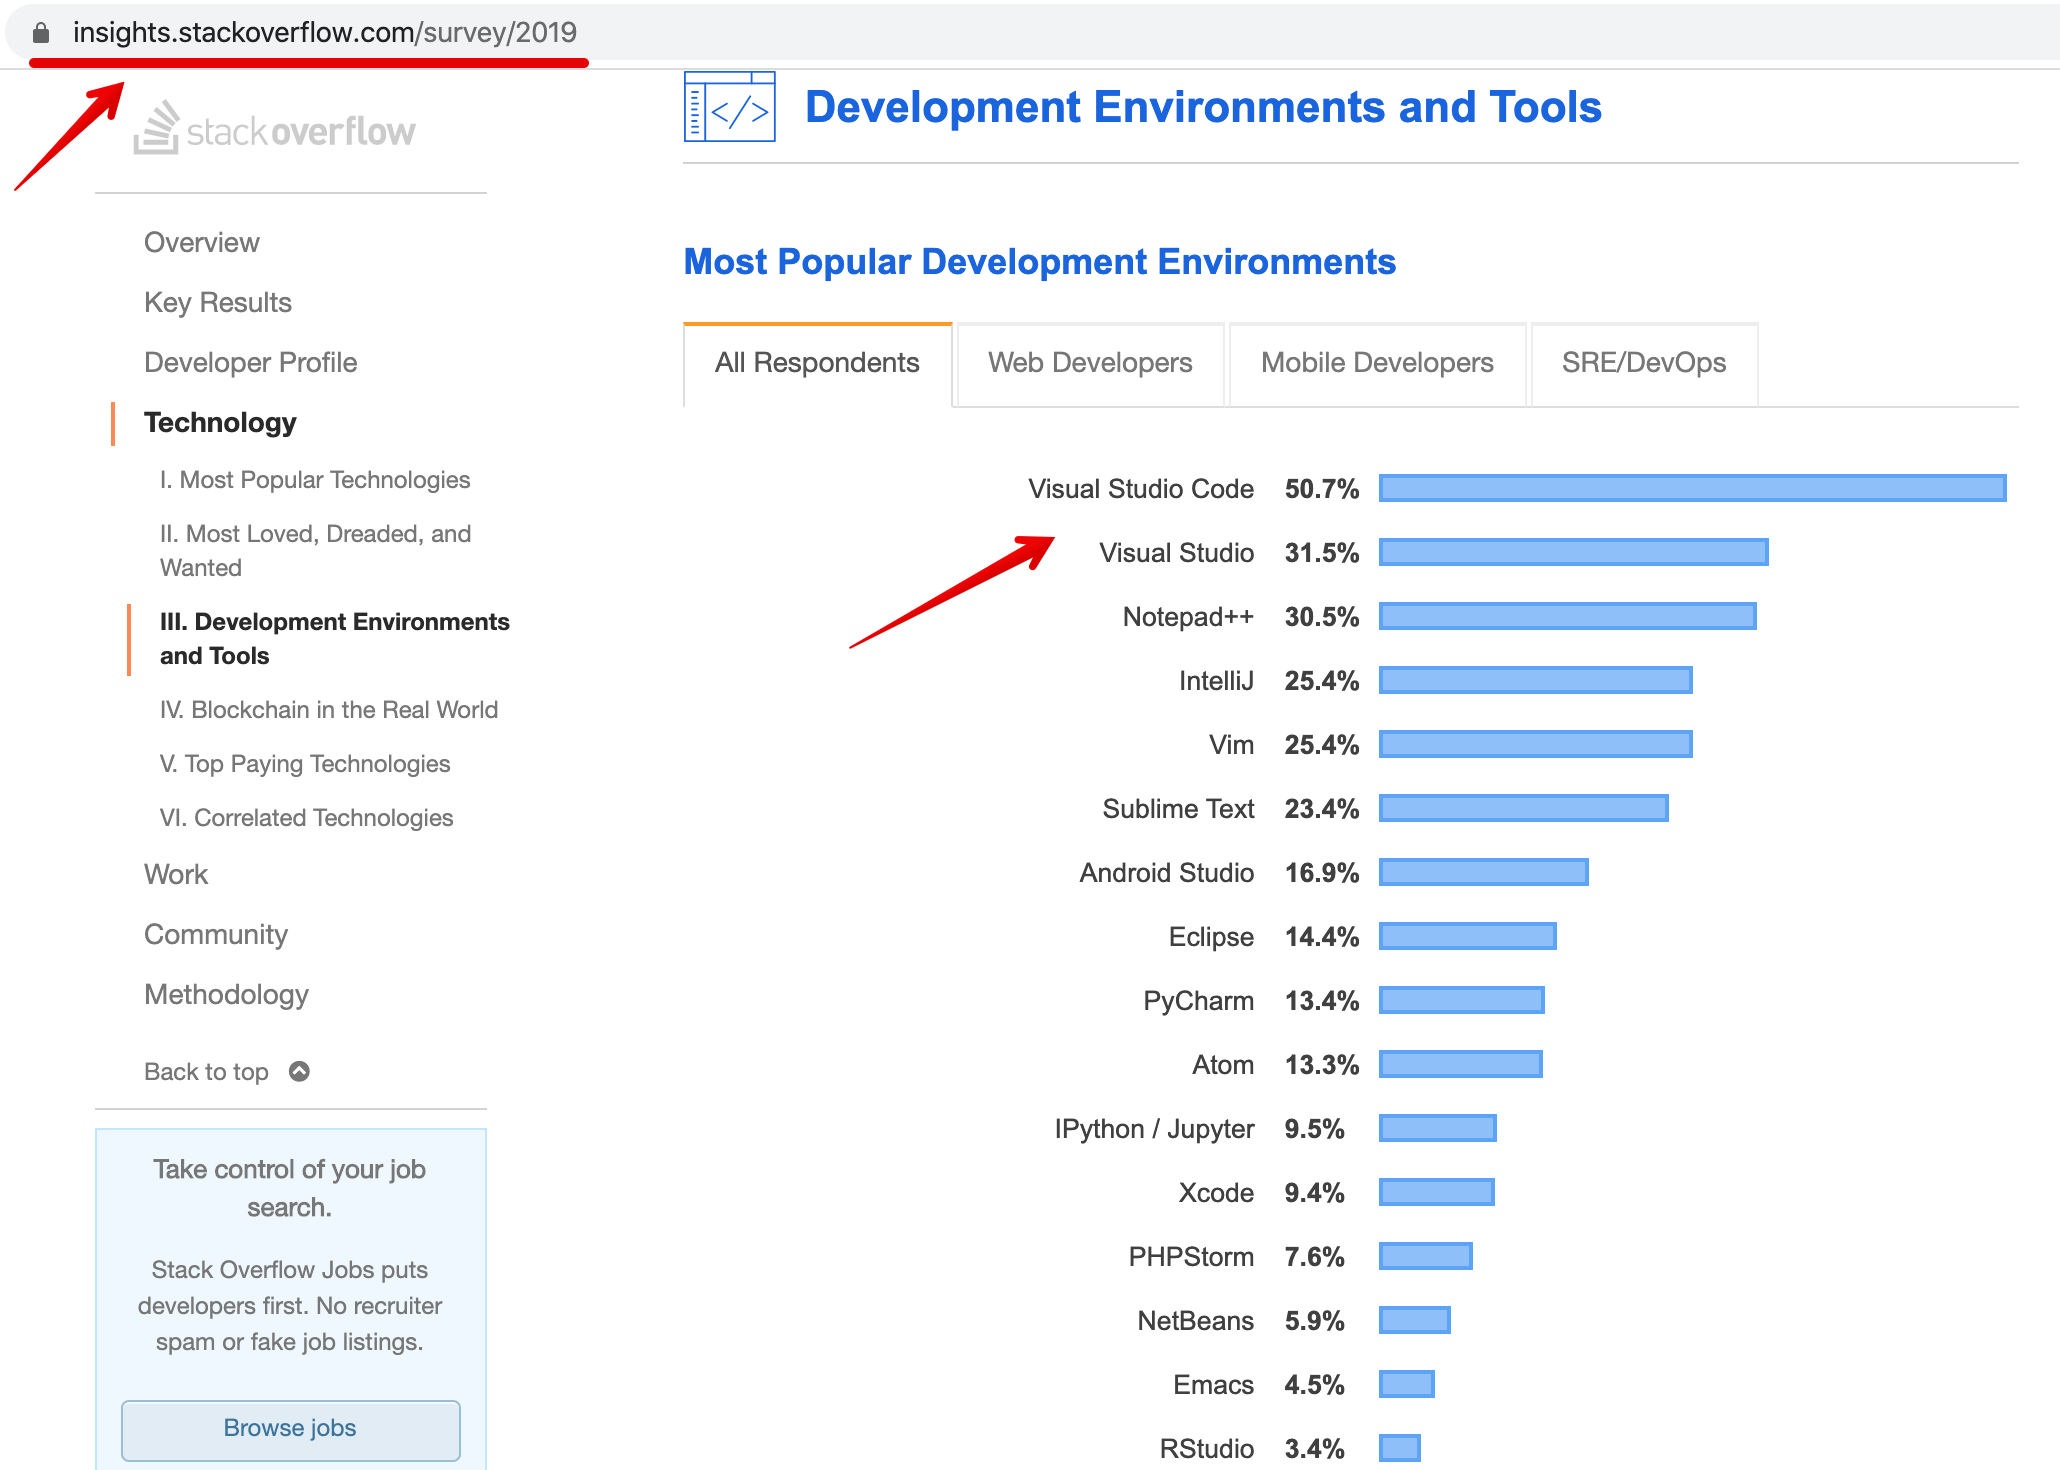 insights.stackoverflow.com/survey/2019
stackoverflow
Overview
Key Results
Developer Profile
Technology
I. Most Popular Technologies
II. Most Loved, Dreaded, and
Wanted
III. Development Environments
and Tools
IV. Blockchain in the Real World
V. Top Paying Technologies
VI. Correlated Technologies
Work
Community
Methodology
Back to top
Take control of your job
search.
Stack Overflow Jobs puts
developers first. No recruiter
spam or fake job listings.
Browse jobs
</>
Development Environments and Tools
Most Popular Development Environments
All Respondents Web Developers Mobile Developers SRE/DevOps
Visual Studio Code 50.7%
Visual Studio 31.5%
Notepad++ 30.5%
IntelliJ 25.4%
Vim 25.4%
Sublime Text 23.4%
Android Studio 16.9%
Eclipse 14.4%
PyCharm 13.4%
Atom 13.3%
IPython / Jupyter 9.5%
Xcode 9.4%
PHPStorm 7.6%
NetBeans 5.9%
Emacs 4.5%
RStudio 3.4%